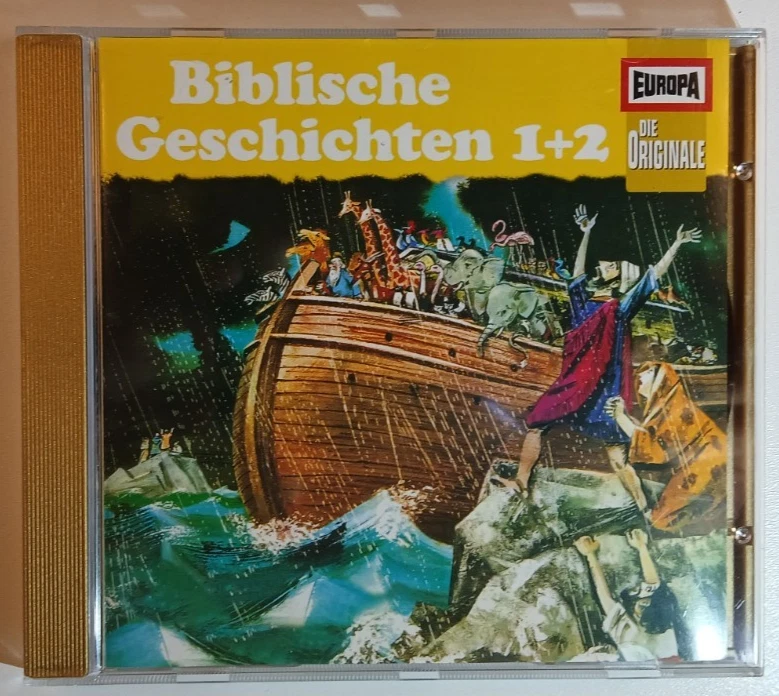 Biblische
Geschichten 1+2
EUROPA
DIE
ORIGINALE